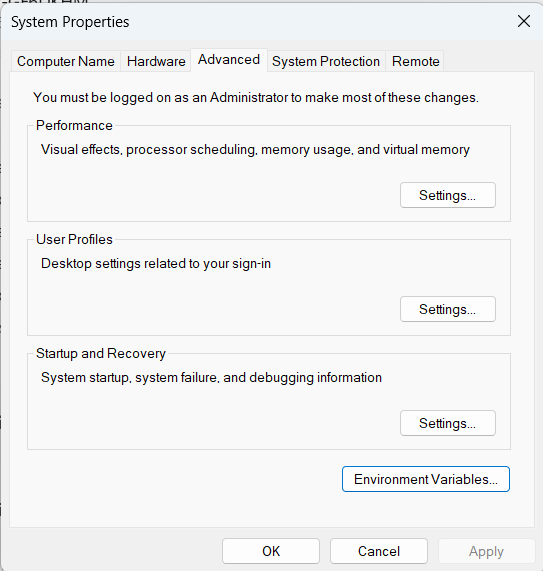 System Properties
Computer Name Hardware Advanced System Protection Remote
You must be logged on as an Administrator to make most of these changes.
Performance
Visual effects, processor scheduling, memory usage, and virtual memory
Settings...
User Profiles
Desktop settings related to your sign-in
Settings...
Startup and Recovery
System startup, system failure, and debugging information
Settings...
Environment Variables...
OK Cancel Apply